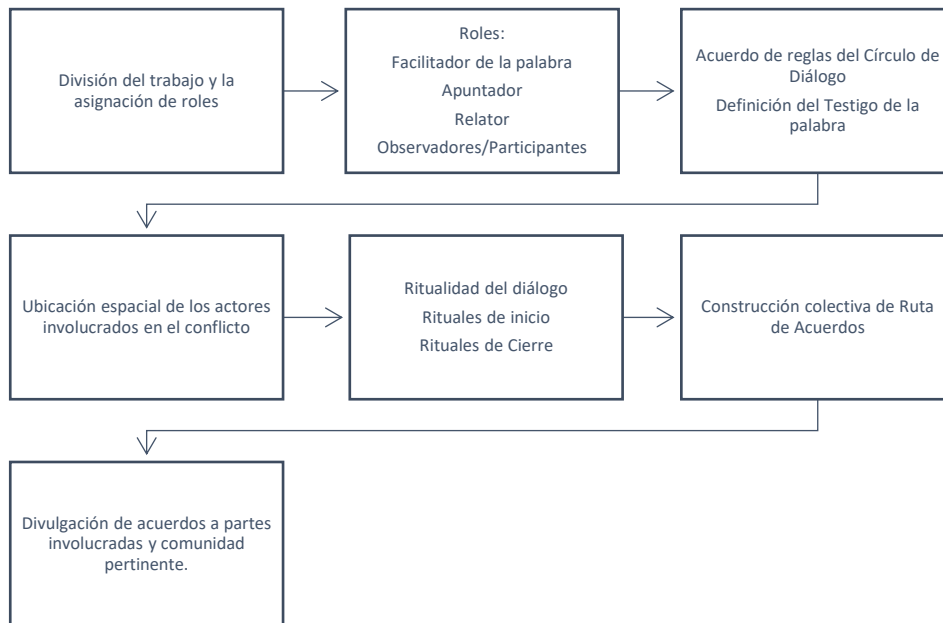 División del trabajo y la
asignación de roles
Roles:
Facilitador de la palabra
Apuntador
Relator
Observadores/Participantes
Acuerdo de reglas del Círculo de
Diálogo
Definición del Testigo de la
palabra
Ubicación espacial de los actores
involucrados en el conflicto
Ritualidad del diálogo
Rituales de inicio
Rituales de Cierre
Construcción colectiva de Ruta
de Acuerdos
Divulgación de acuerdos a partes
involucradas y comunidad
pertinente.